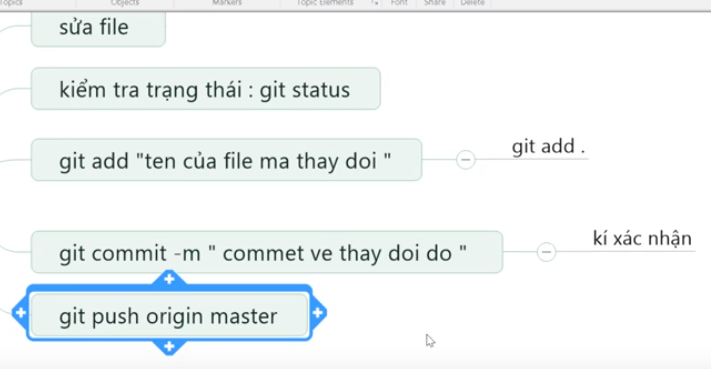 Topics Objects Markers Topic Elements Font Share Delete
sửa file
kiểm tra trạng thái : git status
git add "ten của file ma thay doi "
git add .
git commit -m " commet ve thay doi do "
kí xác nhận
git push origin master